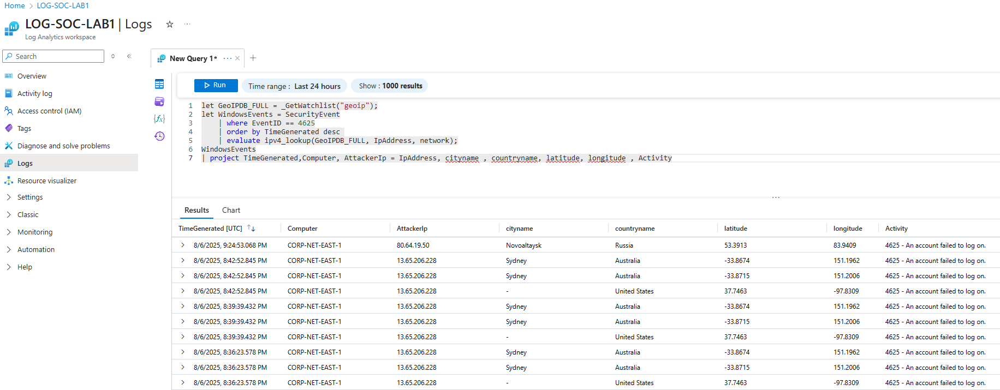 Home > LOG-SOC-LAB1
LOG-SOC-LAB1 | Logs ☆ ···
Log Analytics workspace
Search
Overview
Activity log
Access control (IAM)
Tags
Diagnose and solve problems
Logs
Resource visualizer
Settings
Classic
Monitoring
Automation
Help
New Query 1* ··· × +
Run Time range : Last 24 hours Show : 1000 results
{fx}
1 let GeoIPDB_FULL = _GetWatchlist("geoip");
2 let WindowsEvents = SecurityEvent
3 | where EventID == 4625
4 | order by TimeGenerated desc
5 | evaluate ipv4_lookup(GeoIPDB_FULL, IpAddress, network);
6 WindowsEvents
7 | project TimeGenerated,Computer, AttackerIp = IpAddress, cityname , countryname, latitude, longitude , Activity
Results Chart
TimeGenerated [UTC] Computer AttackerIp cityname countryname latitude longitude Activity
8/6/2025, 9:24:53.068 PM CORP-NET-EAST-1 80.64.19.50 Novoaltaysk Russia 53.3913 83.9409 4625 - An account failed to log on.
8/6/2025, 8:42:52.845 PM CORP-NET-EAST-1 13.65.206.228 Sydney Australia -33.8674 151.1962 4625 - An account failed to log on.
8/6/2025, 8:42:52.845 PM CORP-NET-EAST-1 13.65.206.228 Sydney Australia -33.8715 151.2006 4625 - An account failed to log on.
8/6/2025, 8:42:52.845 PM CORP-NET-EAST-1 13.65.206.228 - United States 37.7463 -97.8309 4625 - An account failed to log on.
8/6/2025, 8:39:39.432 PM CORP-NET-EAST-1 13.65.206.228 Sydney Australia -33.8674 151.1962 4625 - An account failed to log on.
8/6/2025, 8:39:39.432 PM CORP-NET-EAST-1 13.65.206.228 Sydney Australia -33.8715 151.2006 4625 - An account failed to log on.
8/6/2025, 8:39:39.432 PM CORP-NET-EAST-1 13.65.206.228 - United States 37.7463 -97.8309 4625 - An account failed to log on.
8/6/2025, 8:36:23.578 PM CORP-NET-EAST-1 13.65.206.228 Sydney Australia -33.8674 151.1962 4625 - An account failed to log on.
8/6/2025, 8:36:23.578 PM CORP-NET-EAST-1 13.65.206.228 Sydney Australia -33.8715 151.2006 4625 - An account failed to log on.
8/6/2025, 8:36:23.578 PM CORP-NET-EAST-1 13.65.206.228 - United States 37.7463 -97.8309 4625 - An account failed to log on.